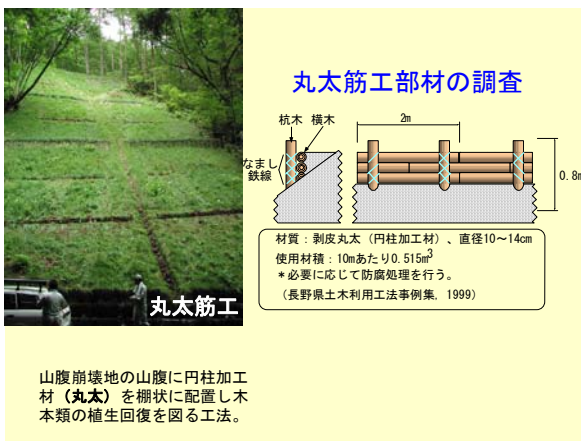 丸太筋工部材の調査
杭木 横木
2m
なまし
鉄線
0.8m
材質：剥皮丸太（円柱加工材）、直径10～14cm
使用材積：10mあたり0.515m³
＊必要に応じて防腐処理を行う。
（長野県土木利用工法事例集, 1999）
丸太筋工
山腹崩壊地の山腹に円柱加工
材（丸太）を棚状に配置し木
本類の植生回復を図る工法。